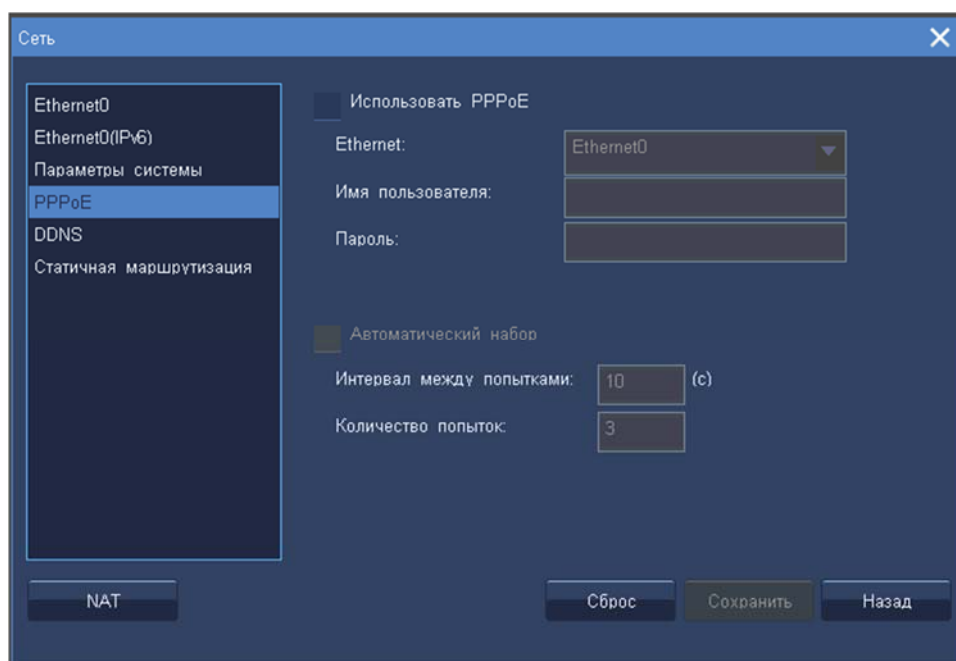 Сеть
Ethernet0
Ethernet0(IPv6)
Параметры системы
PPPoE
DDNS
Статичная маршрутизация
Использовать PPPoE
Ethernet: Ethernet0
Имя пользователя:
Пароль:
Автоматический набор
Интервал между попытками: 10 (с)
Количество попыток: 3
NAT Сброс Сохранить Назад